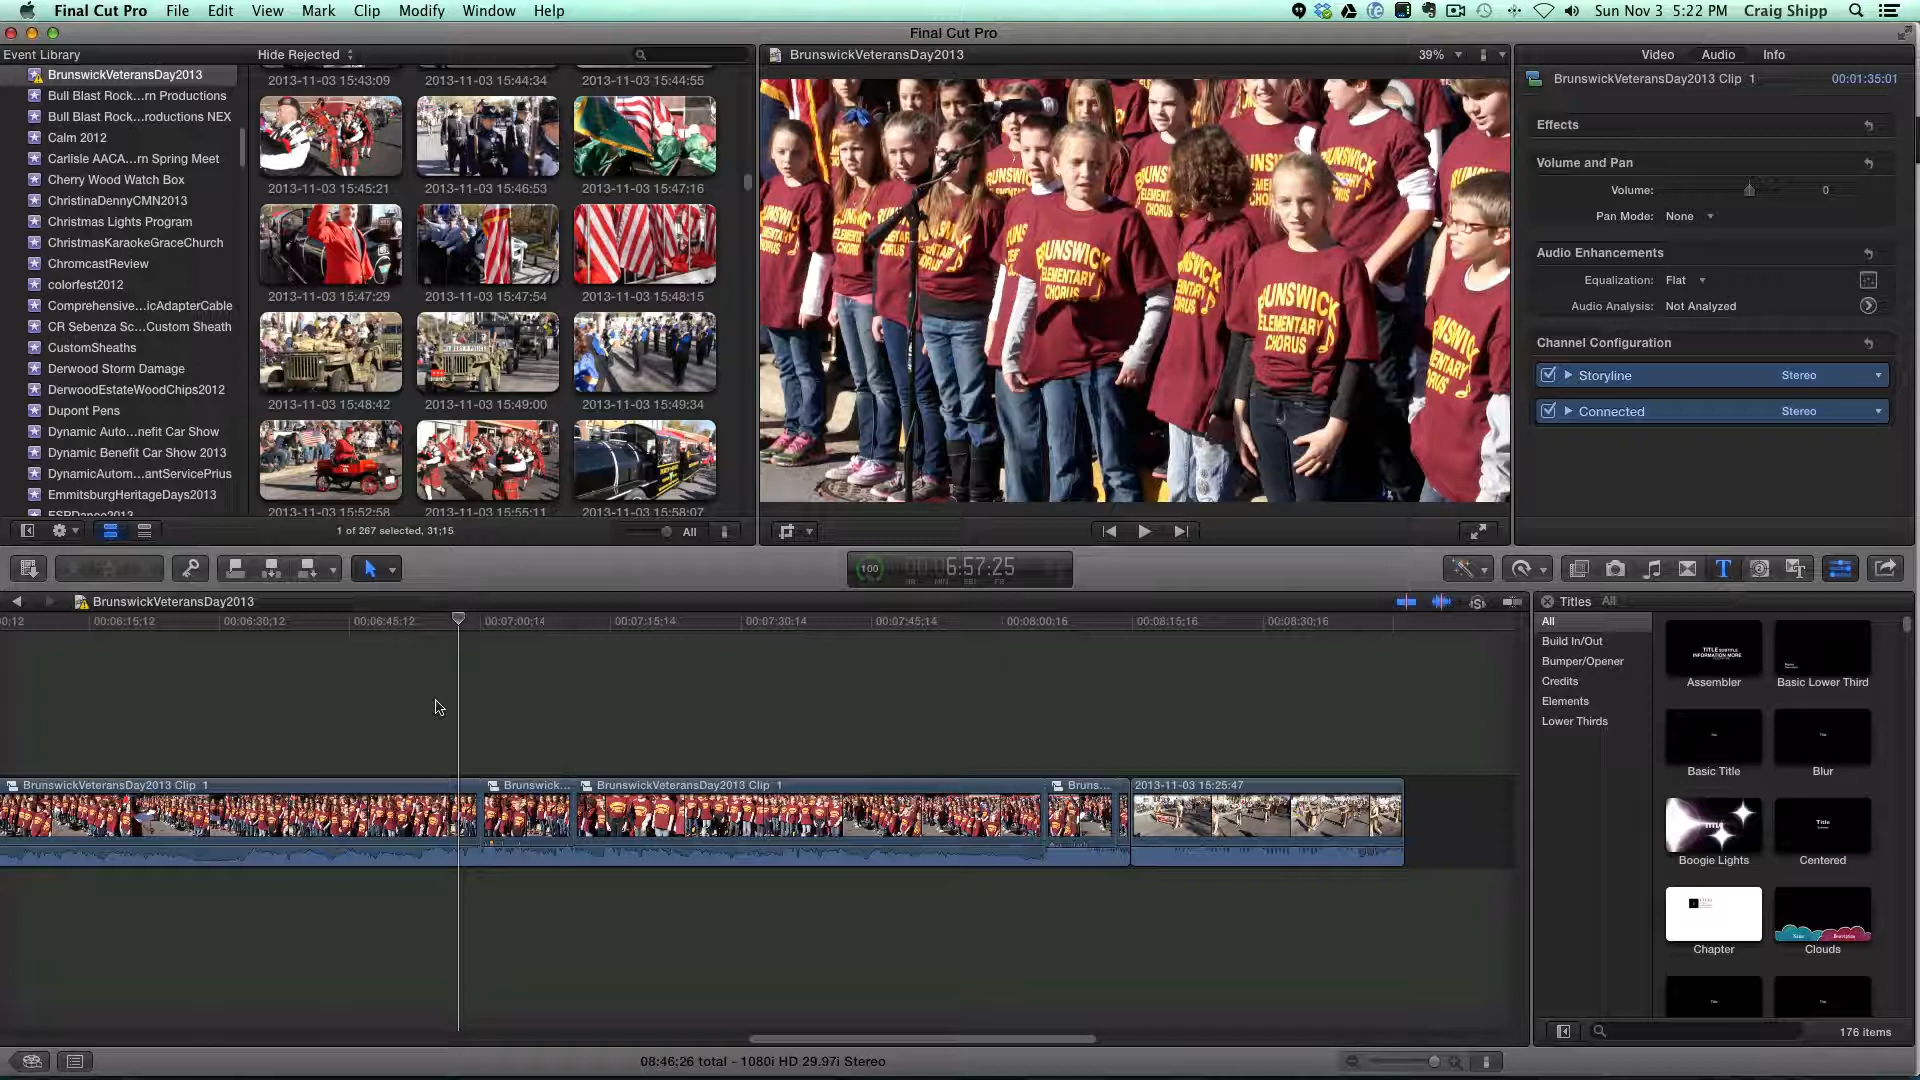 Final Cut Pro File Edit View Mark Clip Modify Window Help Sun Nov 3 5:22 PM Craig Shipp
Final Cut Pro
Event Library Hide Rejected
BrunswickVeteransDay2013
Bull Blast Rock...rn Productions
Bull Blast Rock...roductions NEX
Calm 2012
Carlisle AACA...rn Spring Meet
Cherry Wood Watch Box
ChristinaDennyCMN2013
Christmas Lights Program
ChristmasKaraokeGraceChurch
ChromcastReview
colorfest2012
Comprehensive...icAdapterCable
CR Sebenza Sc...Custom Sheath
CustomSheaths
Derwood Storm Damage
DerwoodEstateWoodChips2012
Dupont Pens
Dynamic Auto...nefit Car Show
Dynamic Benefit Car Show 2013
DynamicAutom...antServicePrius
EmmitsburgHeritageDays2013
ESPDance2013
2013-11-03 15:43:09 2013-11-03 15:44:34 2013-11-03 15:44:55
2013-11-03 15:45:21 2013-11-03 15:46:53 2013-11-03 15:47:16
2013-11-03 15:47:29 2013-11-03 15:47:54 2013-11-03 15:48:15
2013-11-03 15:48:42 2013-11-03 15:49:00 2013-11-03 15:49:34
2013-11-03 15:52:58 2013-11-03 15:55:11 2013-11-03 15:58:07
1 of 267 selected, 31;15 All
BrunswickVeteransDay2013 39%
BRUNSWICK
ELEMENTARY
CHORUS
BRUNSWICK
ELEMENTARY
CHORUS
Video Audio Info
BrunswickVeteransDay2013 Clip 1 00:01:35:01
Effects
Volume and Pan
Volume: 0
Pan Mode: None
Audio Enhancements
Equalization: Flat
Audio Analysis: Not Analyzed
Channel Configuration
Storyline Stereo
Connected Stereo
100 6:57:25
BrunswickVeteransDay2013
0;12 00:06:15;12 00:06:30;12 00:06:45;12 00:07:00;14 00:07:15;14 00:07:30;14 00:07:45;14 00:08:00;16 00:08:15;16 00:08:30;16
BrunswickVeteransDay2013 Clip 1 Brunswick... BrunswickVeteransDay2013 Clip 1 Bruns... 2013-11-03 15:25:47
Titles All
All
Build In/Out
Bumper/Opener
Credits
Elements
Lower Thirds
TITLE SUBTITLE
INFORMATION MORE
Assembler Basic Lower Third
Basic Title Blur
Title
Boogie Lights Centered
Chapter Clouds
176 items
08:46:26 total - 1080i HD 29.97i Stereo